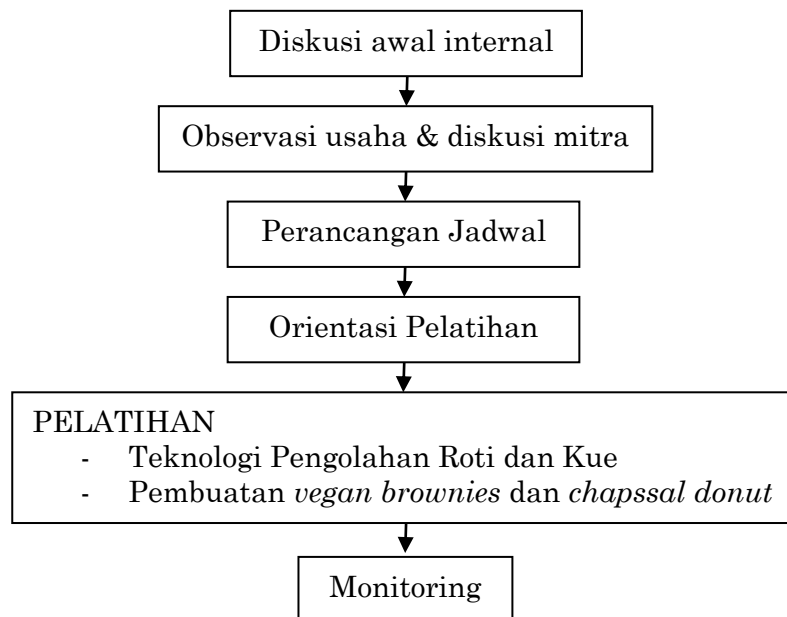 Diskusi awal internal
Observasi usaha & diskusi mitra
Perancangan Jadwal
Orientasi Pelatihan
PELATIHAN
- Teknologi Pengolahan Roti dan Kue
- Pembuatan vegan brownies dan chapssal donut
Monitoring